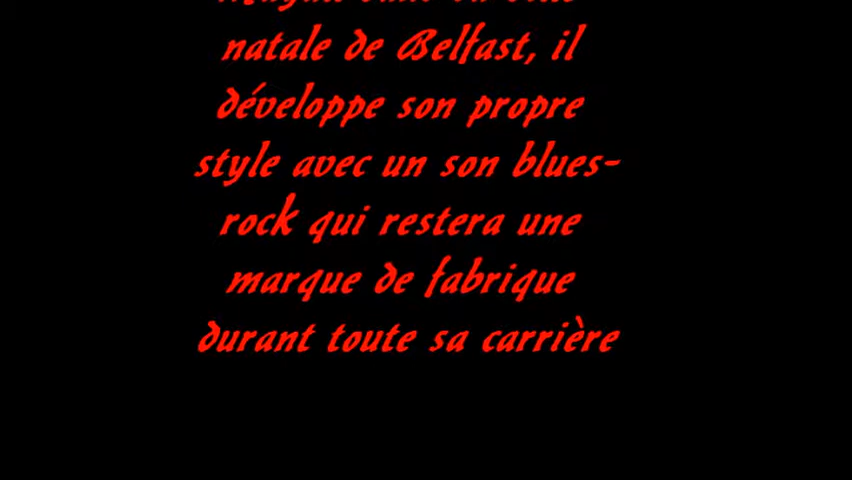 natale de Belfast, il
développe son propre
style avec un son blues-
rock qui restera une
marque de fabrique
durant toute sa carrière